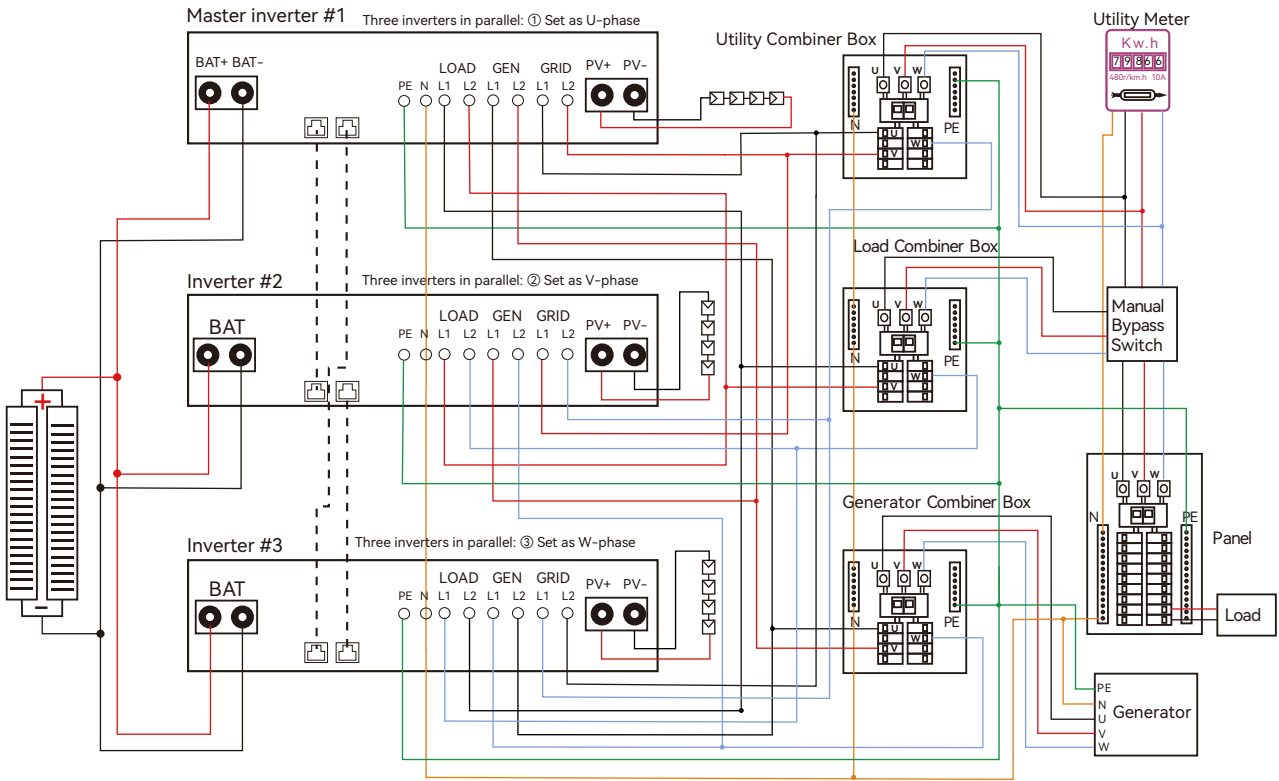 Master inverter #1
Three inverters in parallel: ① Set as U-phase
BAT+ BAT-
LOAD GEN GRID
PE N L1 L2 L1 L2 L1 L2
PV+ PV-
Utility Combiner Box
U V W
N
PE
U
W
V
Utility Meter
Kw.h
79866
480r/km.h 10A
Inverter #2
Three inverters in parallel: ② Set as V-phase
BAT
LOAD GEN GRID
PE N L1 L2 L1 L2 L1 L2
PV+ PV-
Load Combiner Box
U V W
N
PE
U
W
V
Manual
Bypass
Switch
+
-
Inverter #3
Three inverters in parallel: ③ Set as W-phase
BAT
LOAD GEN GRID
PE N L1 L2 L1 L2 L1 L2
PV+ PV-
Generator Combiner Box
U V W
N
PE
U
W
V
U V W
N
PE
Panel
Load
PE
N
U
V
W
Generator